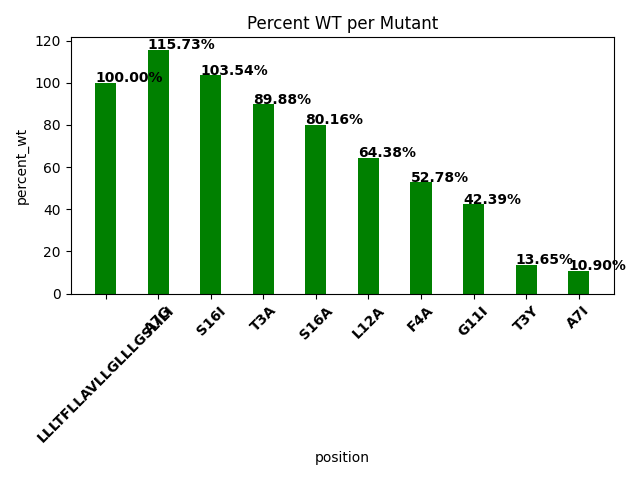 Percent WT per Mutant
120
100
80
60
40
20
0
percent_wt
100.00%
115.73%
103.54%
89.88%
80.16%
64.38%
52.78%
42.39%
13.65%
10.90%
A7G
S16I
T3A
S16A
L12A
F4A
G11I
T3Y
A7I
position